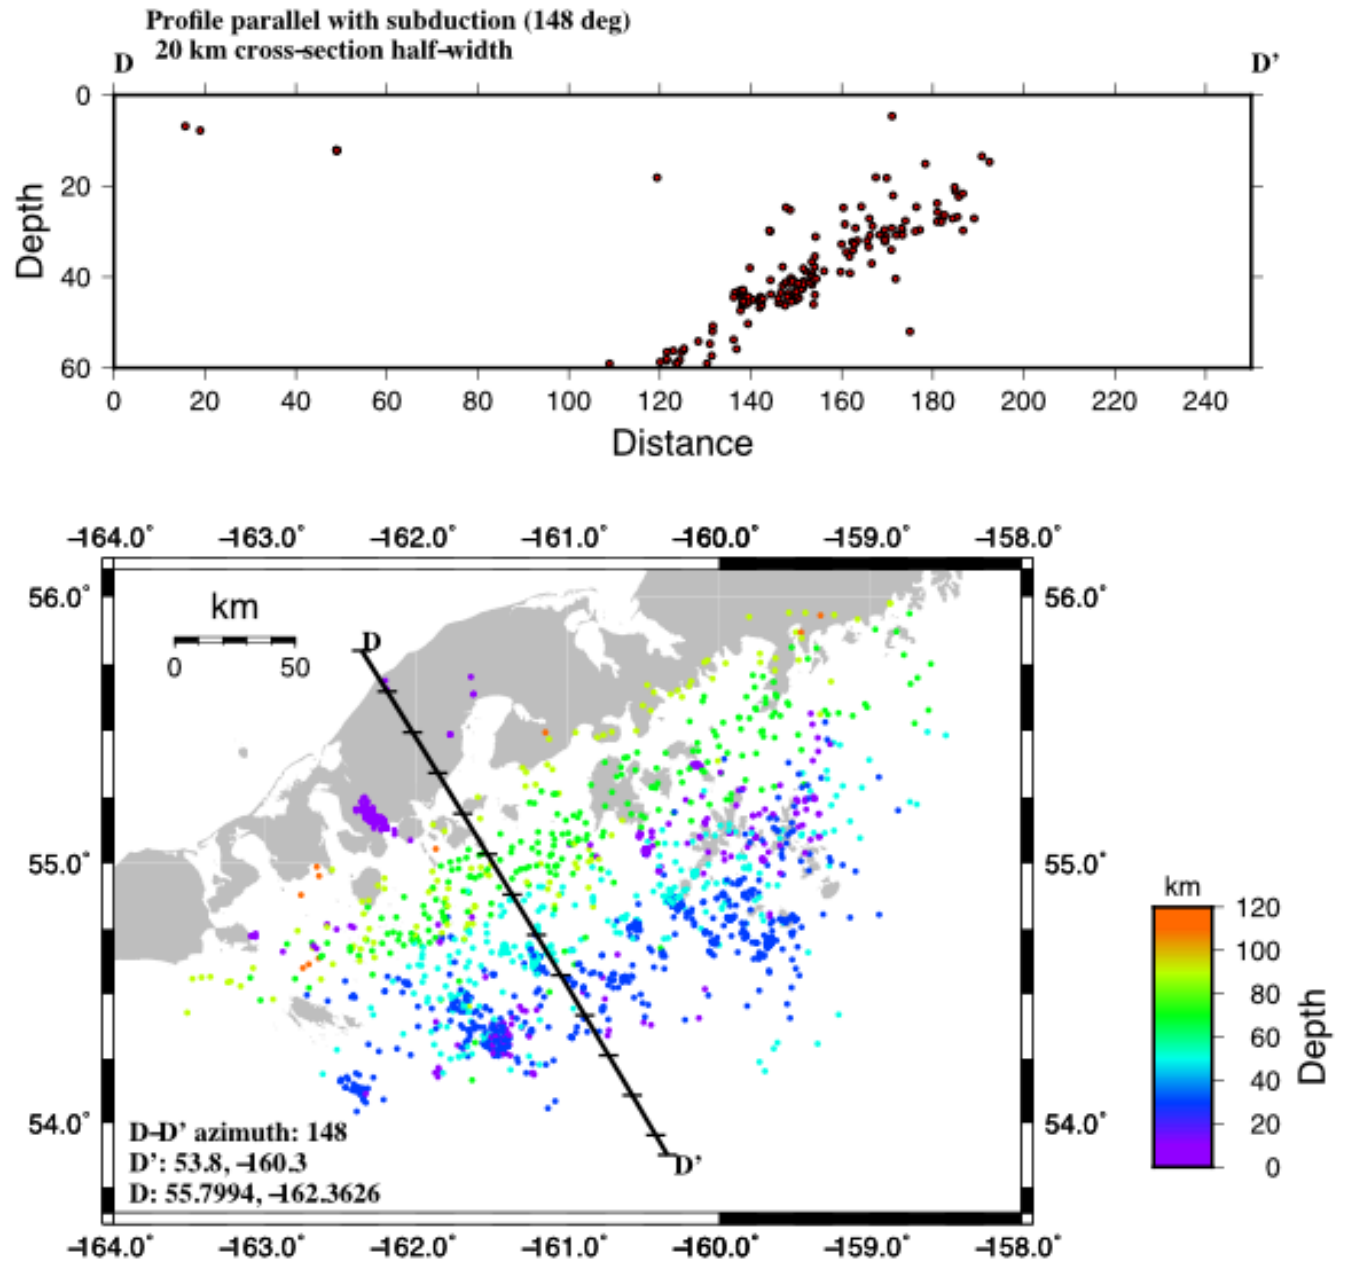 Profile parallel with subduction (148 deg)
20 km cross-section half-width
D D’
0
20
40
60
Depth
0 20 40 60 80 100 120 140 160 180 200 220 240
Distance
−164.0° −163.0° −162.0° −161.0° −160.0° −159.0° −158.0°
56.0° 56.0°
km
0 50
D
55.0° 55.0°
54.0° 54.0°
D’
D–D’ azimuth: 148
D’: 53.8, −160.3
D: 55.7994, −162.3626
−164.0° −163.0° −162.0° −161.0° −160.0° −159.0° −158.0°
km
120
100
80
60
40
20
0
Depth